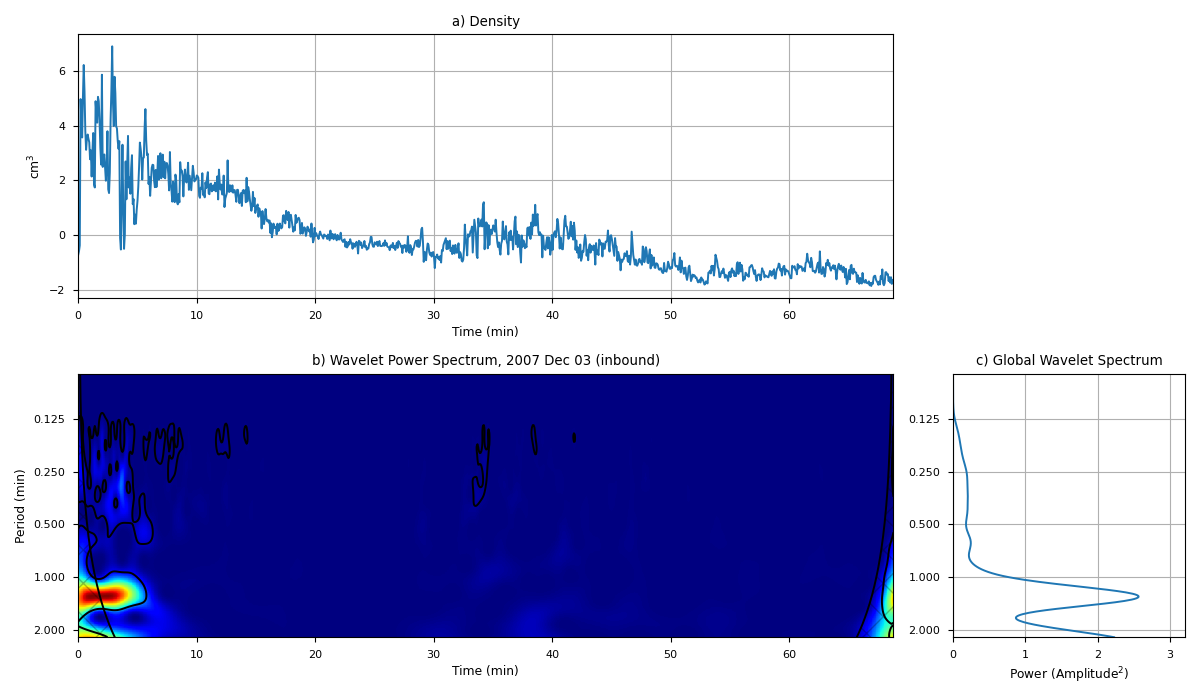 a) Density
6
4
2
0
−2
cm³
0 10 20 30 40 50 60
Time (min)
b) Wavelet Power Spectrum, 2007 Dec 03 (inbound)
0.125
0.250
0.500
1.000
2.000
Period (min)
0 10 20 30 40 50 60
Time (min)
c) Global Wavelet Spectrum
0.125
0.250
0.500
1.000
2.000
0 1 2 3
Power (Amplitude²)